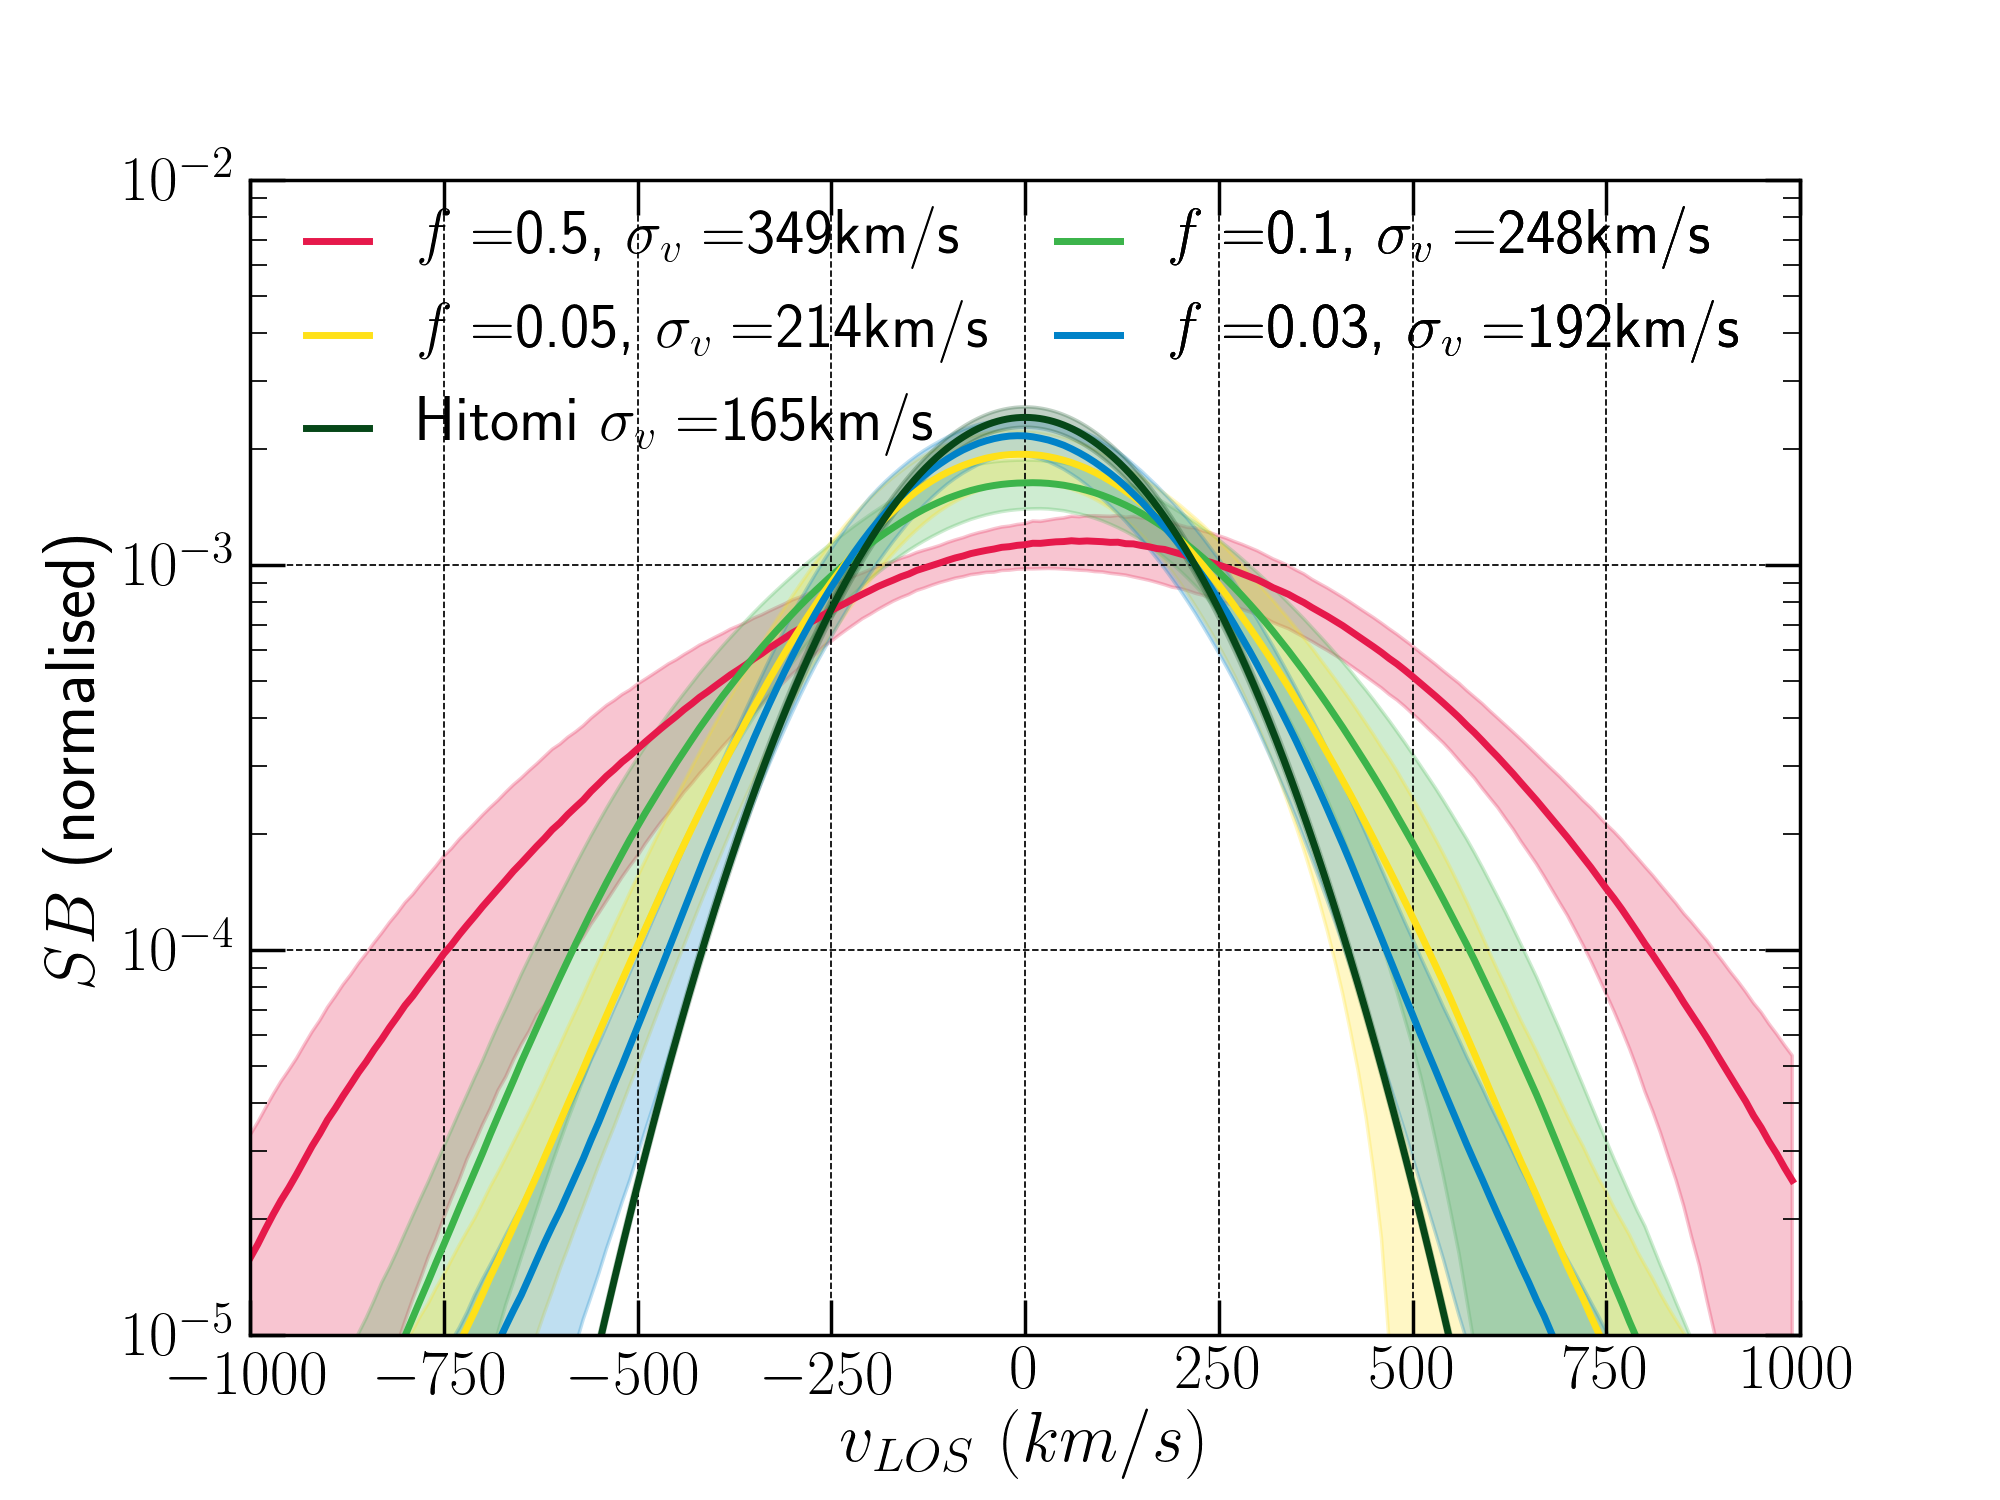 10⁻²
f =0.5, σ_v =349km/s
f =0.1, σ_v =248km/s
f =0.05, σ_v =214km/s
f =0.03, σ_v =192km/s
Hitomi σ_v =165km/s
10⁻³
10⁻⁴
10⁻⁵
SB (normalised)
−1000 −750 −500 −250 0 250 500 750 1000
v_LOS (km/s)